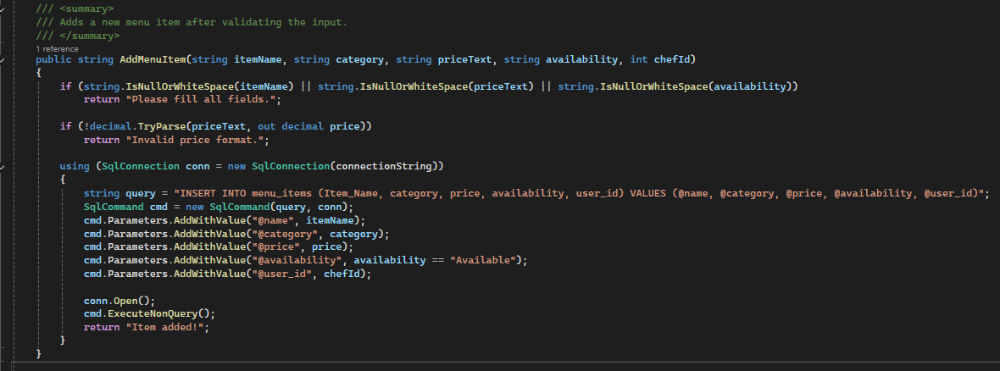 /// <summary>
/// Adds a new menu item after validating the input.
/// </summary>
1 reference
public string AddMenuItem(string itemName, string category, string priceText, string availability, int chefId)
{
if (string.IsNullOrWhiteSpace(itemName) || string.IsNullOrWhiteSpace(priceText) || string.IsNullOrWhiteSpace(availability))
return "Please fill all fields.";
if (!decimal.TryParse(priceText, out decimal price))
return "Invalid price format.";
using (SqlConnection conn = new SqlConnection(connectionString))
{
string query = "INSERT INTO menu_items (Item_Name, category, price, availability, user_id) VALUES (@name, @category, @price, @availability, @user_id)";
SqlCommand cmd = new SqlCommand(query, conn);
cmd.Parameters.AddWithValue("@name", itemName);
cmd.Parameters.AddWithValue("@category", category);
cmd.Parameters.AddWithValue("@price", price);
cmd.Parameters.AddWithValue("@availability", availability == "Available");
cmd.Parameters.AddWithValue("@user_id", chefId);
conn.Open();
cmd.ExecuteNonQuery();
return "Item added!";
}
}